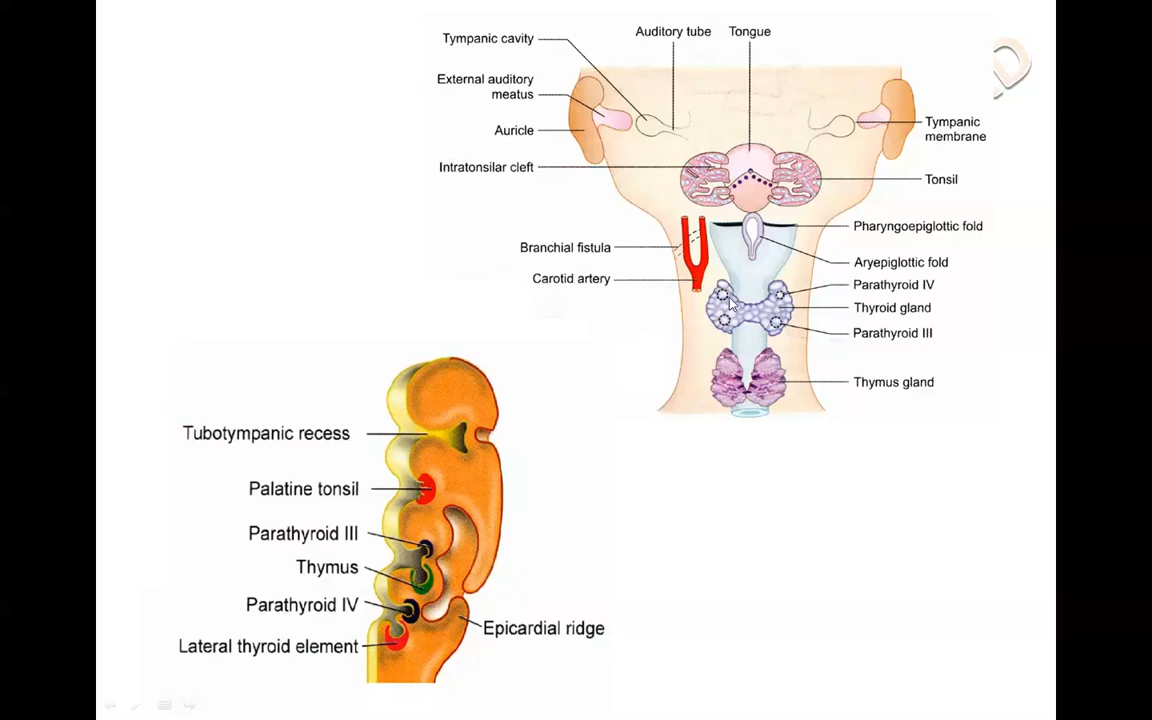 Tympanic cavity
Auditory tube
Tongue
External auditory
meatus
Auricle
Tympanic
membrane
Intratonsilar cleft
Tonsil
Pharyngoepiglottic fold
Branchial fistula
Aryepiglottic fold
Carotid artery
Parathyroid IV
Thyroid gland
Parathyroid III
Thymus gland
Tubotympanic recess
Palatine tonsil
Parathyroid III
Thymus
Parathyroid IV
Epicardial ridge
Lateral thyroid element